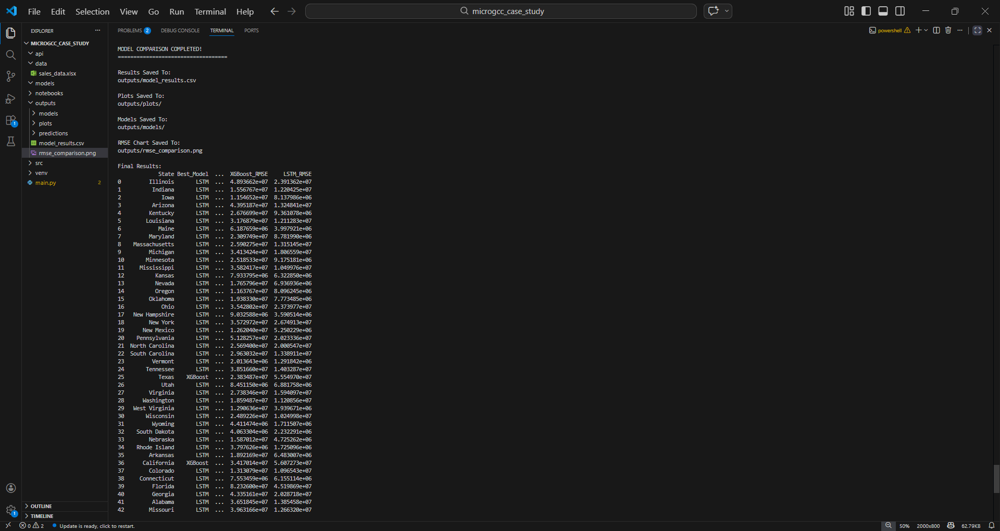 File Edit Selection View Go Run Terminal Help
microgcc_case_study
EXPLORER
MICROGCC_CASE_STUDY
api
data
sales_data.xlsx
models
notebooks
outputs
models
plots
predictions
model_results.csv
rmse_comparison.png
src
venv
main.py 2
OUTLINE
TIMELINE
1
1
PROBLEMS 2 DEBUG CONSOLE TERMINAL PORTS
powershell
MODEL COMPARISON COMPLETED!
===================================
Results Saved To:
outputs/model_results.csv
Plots Saved To:
outputs/plots/
Models Saved To:
outputs/models/
RMSE Chart Saved To:
outputs/rmse_comparison.png
Final Results:
State Best_Model ... XGBoost_RMSE LSTM_RMSE
0 Illinois LSTM ... 4.893662e+07 2.391362e+07
1 Indiana LSTM ... 1.556767e+07 1.220425e+07
2 Iowa LSTM ... 1.154652e+07 8.137986e+06
3 Arizona LSTM ... 4.395187e+07 1.324841e+07
4 Kentucky LSTM ... 2.676699e+07 9.361078e+06
5 Louisiana LSTM ... 3.176879e+07 1.211283e+07
6 Maine LSTM ... 6.187659e+06 3.997921e+06
7 Maryland LSTM ... 2.309749e+07 8.781990e+06
8 Massachusetts LSTM ... 2.590275e+07 1.315145e+07
9 Michigan LSTM ... 3.413424e+07 1.806559e+07
10 Minnesota LSTM ... 2.518533e+07 9.175181e+06
11 Mississippi LSTM ... 3.582417e+07 1.049976e+07
12 Kansas LSTM ... 7.933795e+06 6.322850e+06
13 Nevada LSTM ... 1.765796e+07 6.936936e+06
14 Oregon LSTM ... 1.163767e+07 8.096245e+06
15 Oklahoma LSTM ... 1.938330e+07 7.773485e+06
16 Ohio LSTM ... 3.542802e+07 2.373977e+07
17 New Hampshire LSTM ... 9.032588e+06 3.590514e+06
18 New York LSTM ... 3.572972e+07 2.674913e+07
19 New Mexico LSTM ... 1.262040e+07 5.250229e+06
20 Pennsylvania LSTM ... 5.128257e+07 2.023336e+07
21 North Carolina LSTM ... 2.569400e+07 2.000547e+07
22 South Carolina LSTM ... 2.963032e+07 1.338911e+07
23 Vermont LSTM ... 2.013643e+06 1.291842e+06
24 Tennessee LSTM ... 3.851660e+07 1.403287e+07
25 Texas XGBoost ... 2.383487e+07 5.554970e+07
26 Utah LSTM ... 8.451150e+06 6.881758e+06
27 Virginia LSTM ... 2.738346e+07 1.594097e+07
28 Washington LSTM ... 1.859487e+07 1.120856e+07
29 West Virginia LSTM ... 1.290636e+07 3.939671e+06
30 Wisconsin LSTM ... 2.489226e+07 1.024998e+07
31 Wyoming LSTM ... 4.411474e+06 1.711507e+06
32 South Dakota LSTM ... 4.063304e+06 2.232291e+06
33 Nebraska LSTM ... 1.587012e+07 4.725262e+06
34 Rhode Island LSTM ... 3.797626e+06 1.725096e+06
35 Arkansas LSTM ... 1.892169e+07 6.483007e+06
36 California XGBoost ... 3.417014e+07 5.607273e+07
37 Colorado LSTM ... 1.313079e+07 1.096543e+07
38 Connecticut LSTM ... 7.553459e+06 6.155114e+06
39 Florida LSTM ... 8.232600e+07 4.519869e+07
40 Georgia LSTM ... 4.335161e+07 2.028718e+07
41 Alabama LSTM ... 3.651845e+07 1.385458e+07
42 Missouri LSTM ... 3.963166e+07 1.266320e+07
0 2 Update is ready, click to restart. 50% 2000x800 62.79KB